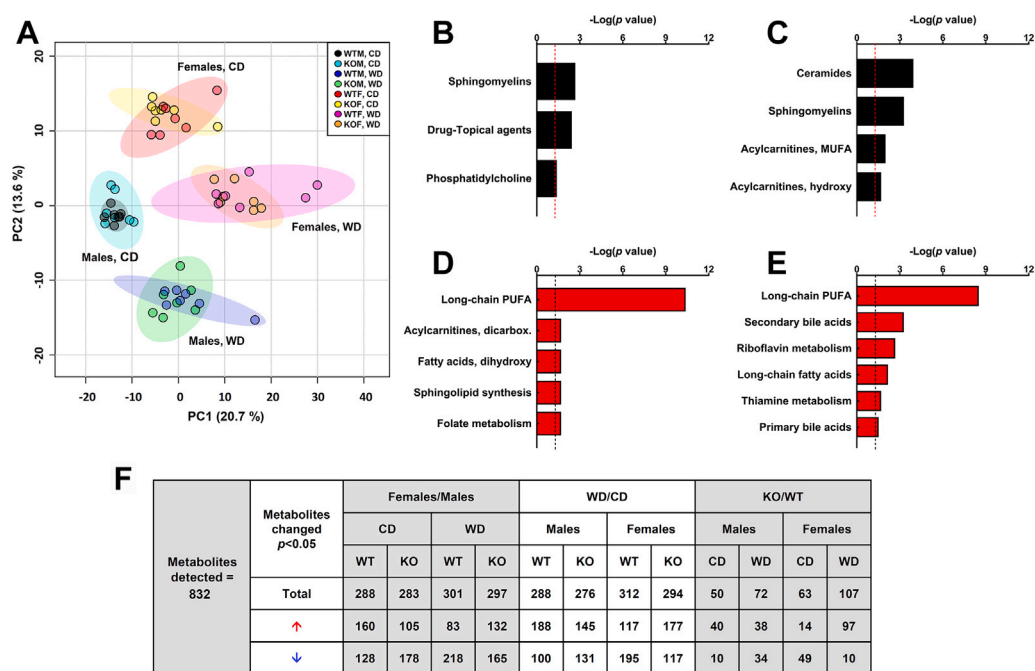 A
PC2 (13.6 %)
20
10
0
-10
-20
Females, CD
Females, WD
Males, CD
Males, WD
WTM, CD
KOM, CD
WTM, WD
KOM, WD
WTF, CD
KOF, CD
WTF, WD
KOF, WD
-20 -10 0 10 20 30 40
PC1 (20.7 %)
B
-Log(p value)
0 3 6 9 12
Sphingomyelins
Drug-Topical agents
Phosphatidylcholine
C
-Log(p value)
0 3 6 9 12
Ceramides
Sphingomyelins
Acylcarnitines, MUFA
Acylcarnitines, hydroxy
D
-Log(p value)
0 3 6 9 12
Long-chain PUFA
Acylcarnitines, dicarbox.
Fatty acids, dihydroxy
Sphingolipid synthesis
Folate metabolism
E
-Log(p value)
0 3 6 9 12
Long-chain PUFA
Secondary bile acids
Riboflavin metabolism
Long-chain fatty acids
Thiamine metabolism
Primary bile acids
F
Metabolites
detected =
832
Metabolites
changed
p<0.05
Females/Males WD/CD KO/WT
CD WD Males Females Males Females
WT KO WT KO WT KO WT KO CD WD CD WD
Total 288 283 301 297 288 276 312 294 50 72 63 107
↑ 160 105 83 132 188 145 117 177 40 38 14 97
↓ 128 178 218 165 100 131 195 117 10 34 49 10